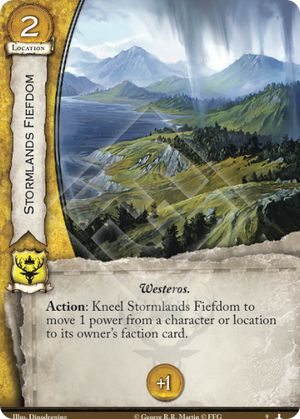 2
LOCATION
STORMLANDS FIEFDOM
Westeros.
Action: Kneel Stormlands Fiefdom to
move 1 power from a character or location
to its owner's faction card.
+1
Illus. Dinodrawing
© George R.R. Martin © FFG
9